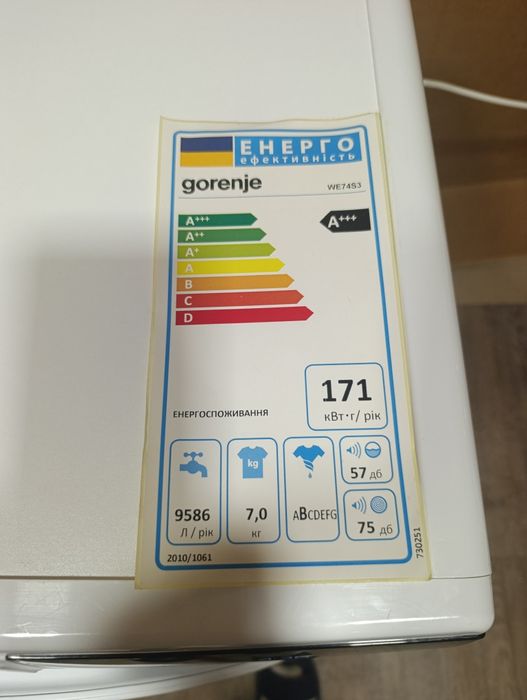 ЕНЕРГО
ефективність
gorenje
WE74S3
A+++
A+++
A++
A+
A
B
C
D
171
кВт·г/ рік
ЕНЕРГОСПОЖИВАННЯ
kg
57 дб
9586
Л / рік
7,0
кг
ABCDEFG
75 дб
2010/1061
730251